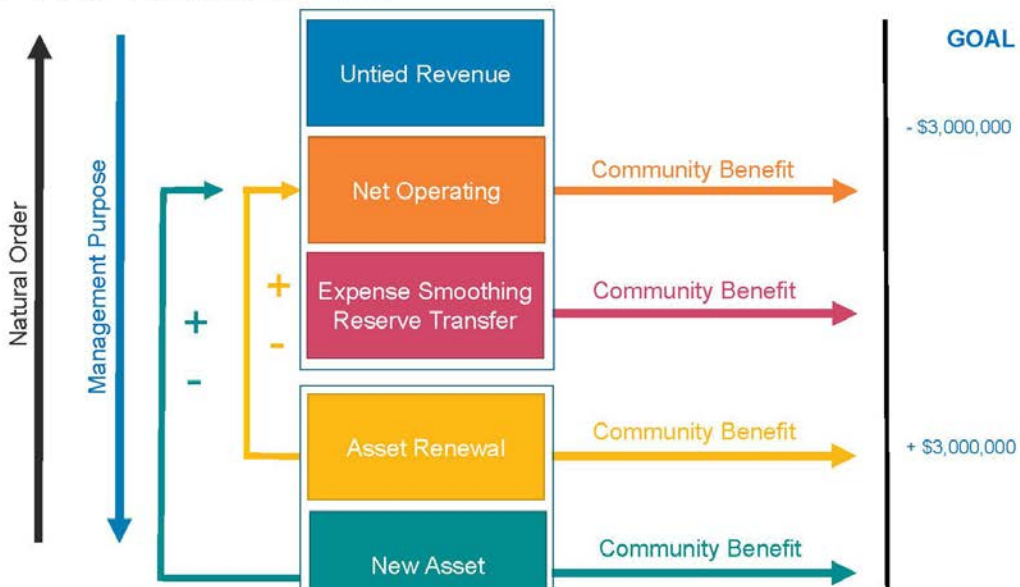 GOAL
Untied Revenue
- $3,000,000
Natural Order
Management Purpose
Net Operating
Community Benefit
+
-
+
-
Expense Smoothing
Reserve Transfer
Community Benefit
Asset Renewal
Community Benefit
+ $3,000,000
New Asset
Community Benefit